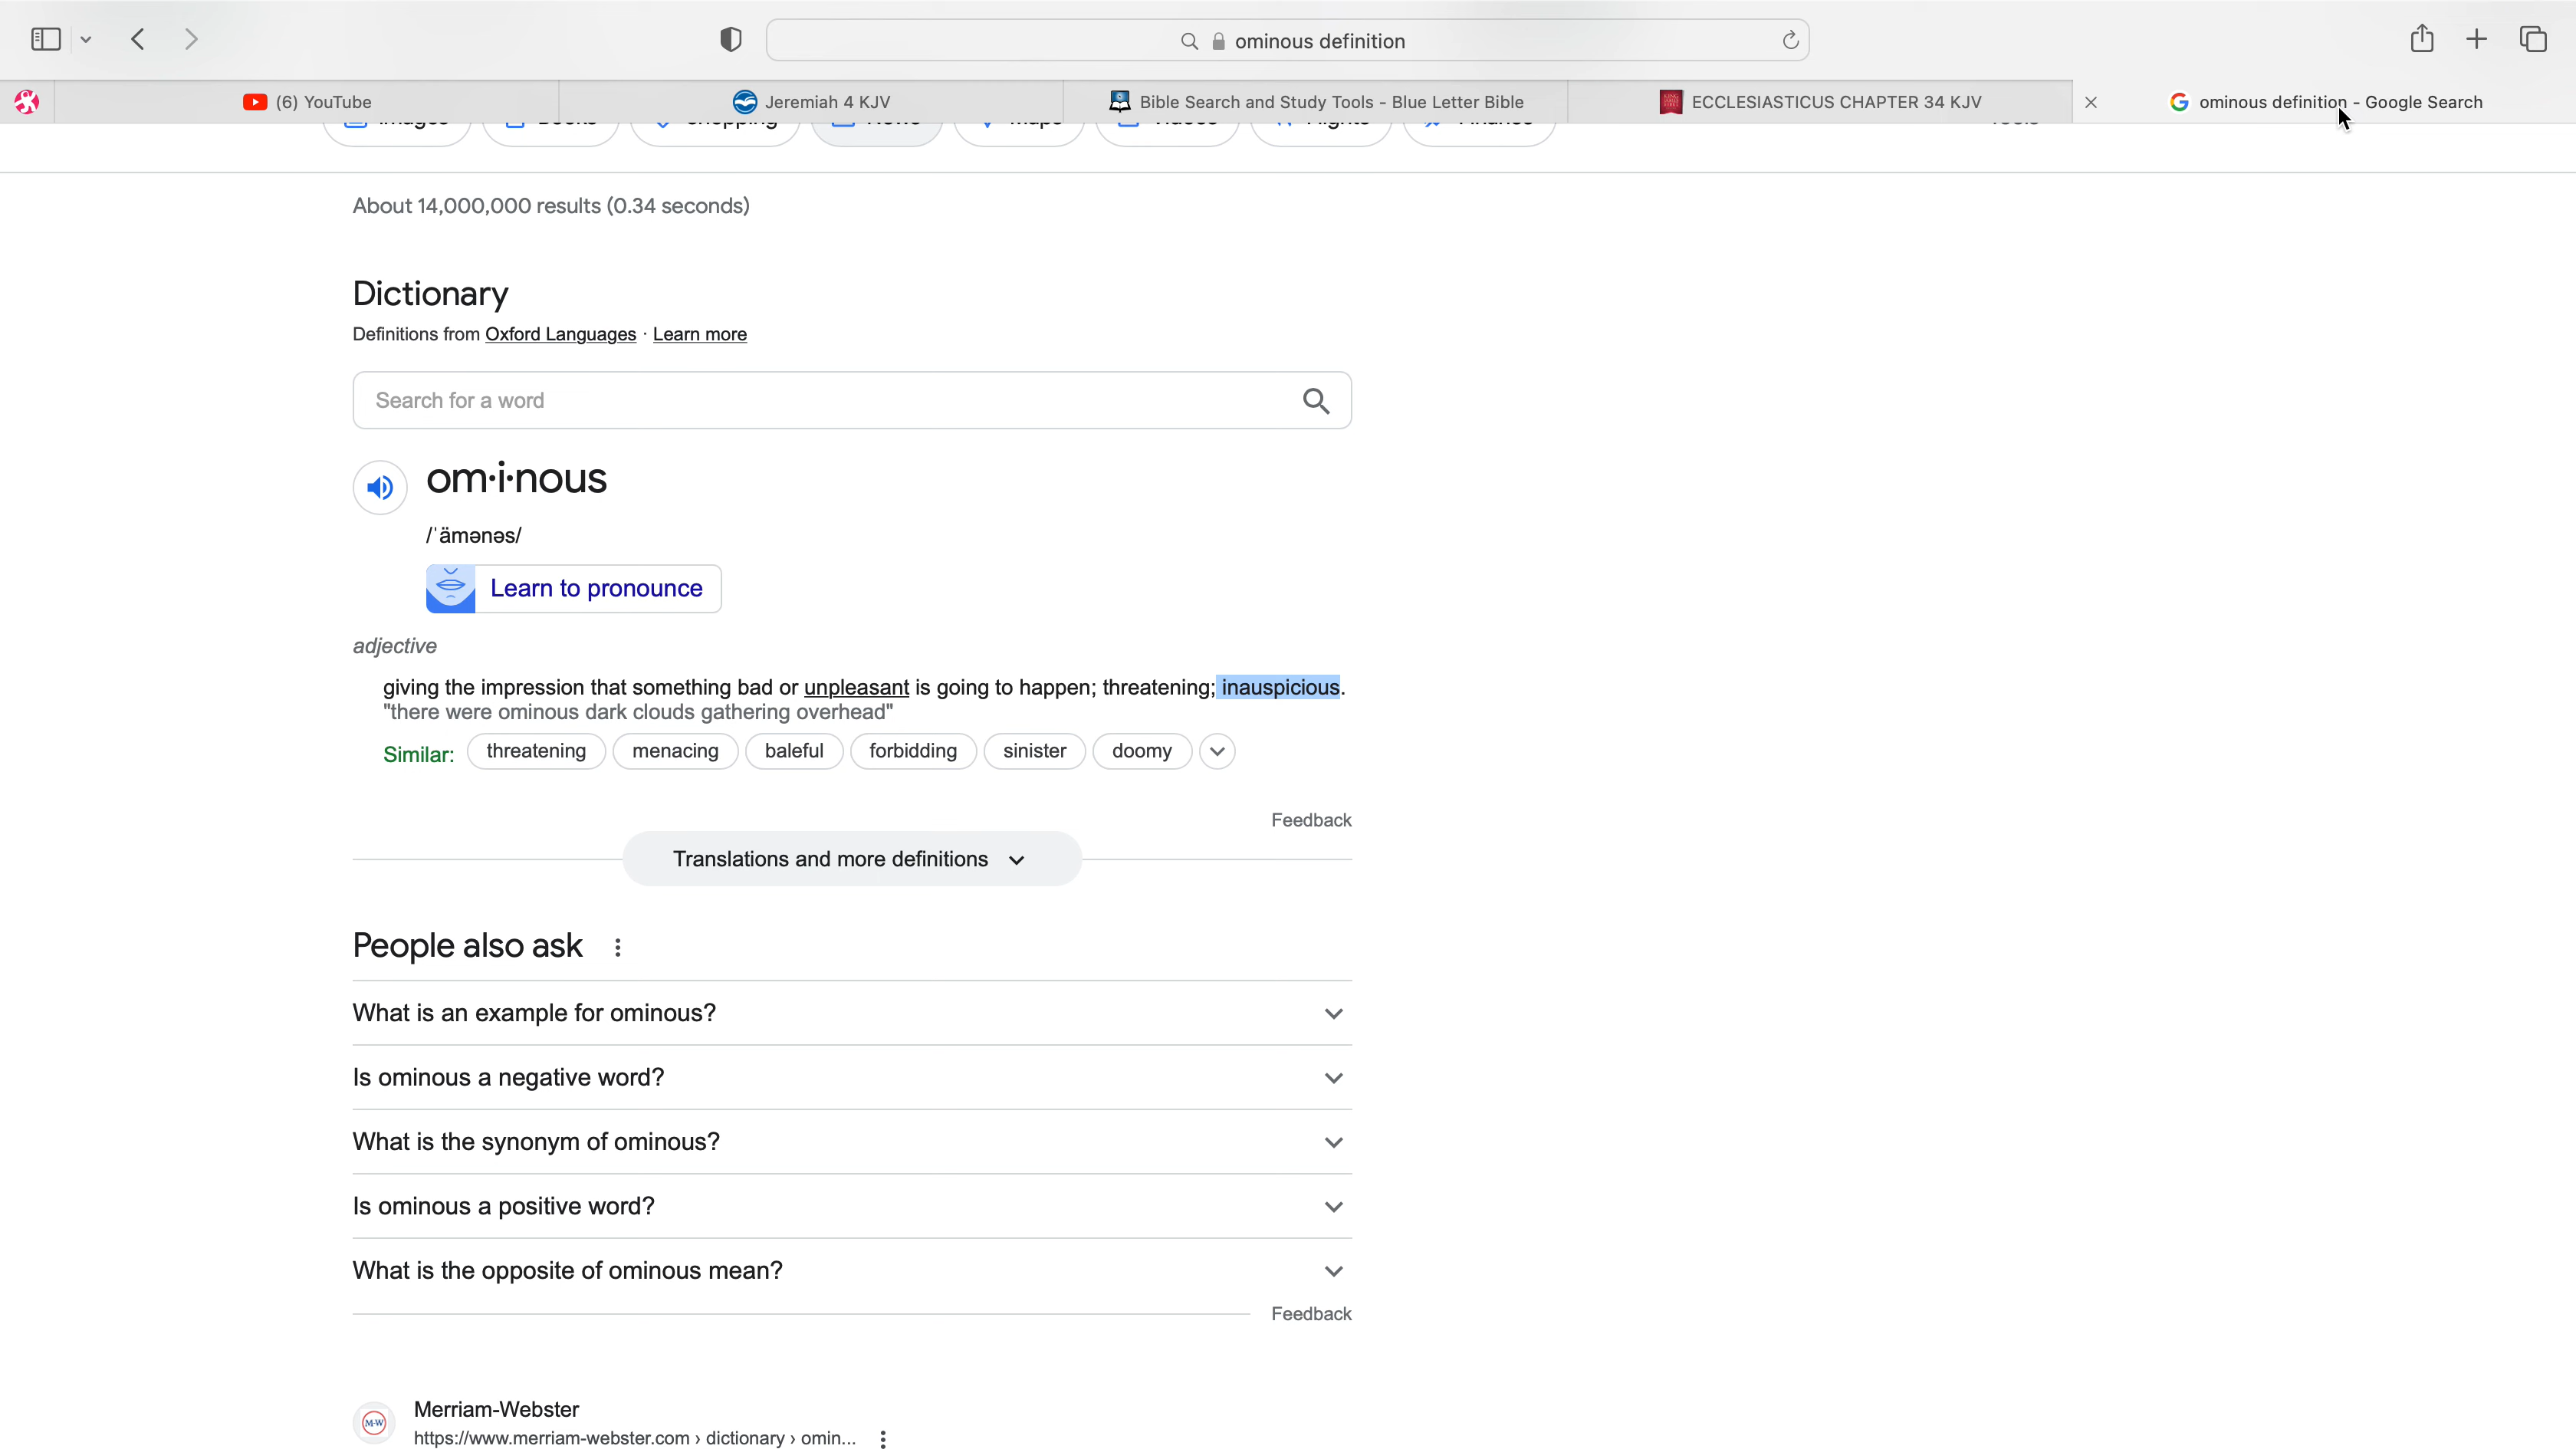 ominous definition
(6) YouTube
Jeremiah 4 KJV
Bible Search and Study Tools - Blue Letter Bible
ECCLESIASTICUS CHAPTER 34 KJV
ominous definition - Google Search
About 14,000,000 results (0.34 seconds)
Dictionary
Definitions from Oxford Languages · Learn more
Search for a word
om·i·nous
/ˈämənəs/
Learn to pronounce
adjective
giving the impression that something bad or unpleasant is going to happen; threatening; inauspicious.
"there were ominous dark clouds gathering overhead"
Similar: threatening menacing baleful forbidding sinister doomy
Feedback
Translations and more definitions
People also ask
What is an example for ominous?
Is ominous a negative word?
What is the synonym of ominous?
Is ominous a positive word?
What is the opposite of ominous mean?
Feedback
M-W
Merriam-Webster
https://www.merriam-webster.com › dictionary › omin...